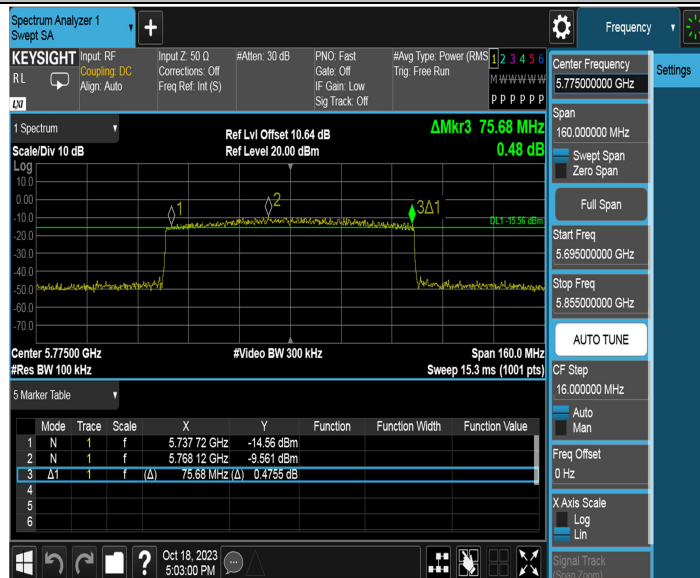 Spectrum Analyzer 1
Swept SA
Frequency
KEYSIGHT
RL
LXI
Input: RF
Coupling: DC
Align: Auto
Input Z: 50 Ω
Corrections: Off
Freq Ref: Int (S)
#Atten: 30 dB
PNO: Fast
Gate: Off
IF Gain: Low
Sig Track: Off
#Avg Type: Power (RMS
Trig: Free Run
1 2 3 4 5 6
M W W W W W
P P P P P P
1 Spectrum
Scale/Div 10 dB
Ref Lvl Offset 10.64 dB
Ref Level 20.00 dBm
ΔMkr3 75.68 MHz
0.48 dB
Log
10.0
0.00
-10.0
-20.0
-30.0
-40.0
-50.0
-60.0
-70.0
1
2
3Δ1
DL1 -15.56 dBm
Center 5.77500 GHz
#Res BW 100 kHz
#Video BW 300 kHz
Span 160.0 MHz
Sweep 15.3 ms (1001 pts)
5 Marker Table
Mode Trace Scale X Y Function Function Width Function Value
1 N 1 f 5.737 72 GHz -14.56 dBm
2 N 1 f 5.768 12 GHz -9.561 dBm
3 Δ1 1 f (Δ) 75.68 MHz (Δ) 0.4755 dB
4
5
6
Oct 18, 2023
5:03:00 PM
Center Frequency
5.775000000 GHz
Settings
Span
160.000000 MHz
Swept Span
Zero Span
Full Span
Start Freq
5.695000000 GHz
Stop Freq
5.855000000 GHz
AUTO TUNE
CF Step
16.000000 MHz
Auto
Man
Freq Offset
0 Hz
X Axis Scale
Log
Lin
Signal Track
(Span Zoom)